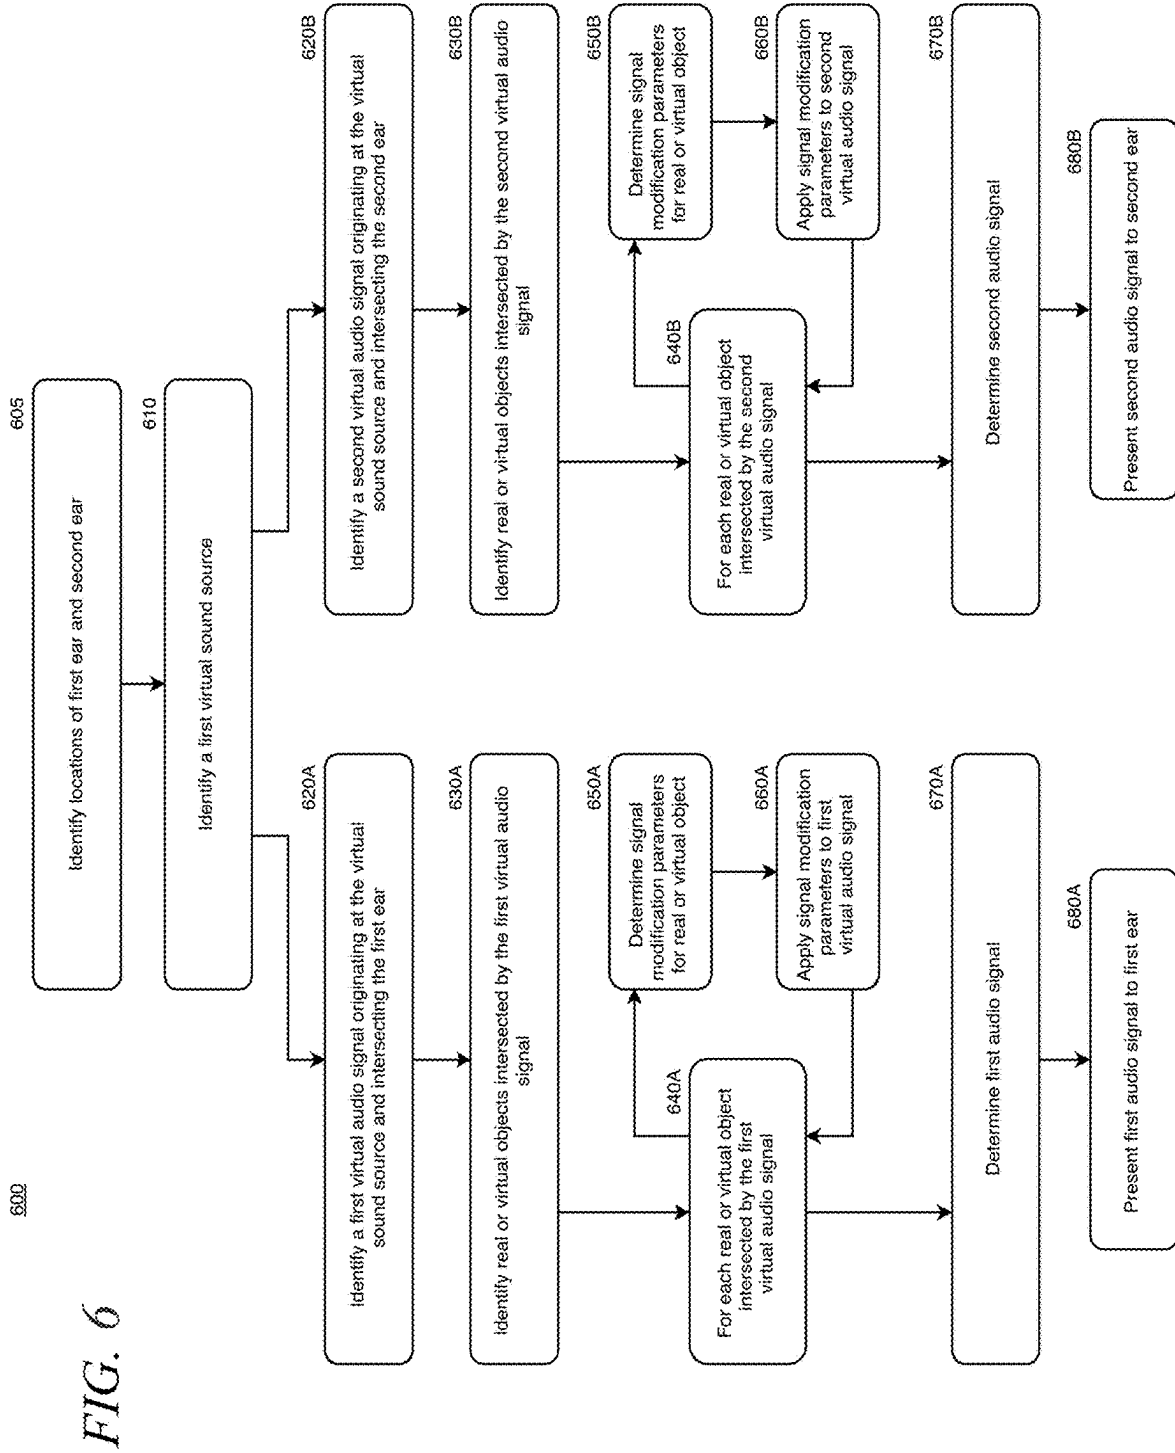 600
FIG. 6
605
Identify locations of first ear and second ear
610
Identify a first virtual sound source
620A
Identify a first virtual audio signal originating at the virtual
sound source and intersecting the first ear
630A
Identify real or virtual objects intersected by the first virtual audio
signal
640A
For each real or virtual object
intersected by the first
virtual audio signal
650A
Determine signal
modification parameters
for real or virtual object
660A
Apply signal modification
parameters to first
virtual audio signal
670A
Determine first audio signal
680A
Present first audio signal to first ear
620B
Identify a second virtual audio signal originating at the virtual
sound source and intersecting the second ear
630B
Identify real or virtual objects intersected by the second virtual audio
signal
640B
For each real or virtual object
intersected by the second
virtual audio signal
650B
Determine signal
modification parameters
for real or virtual object
660B
Apply signal modification
parameters to second
virtual audio signal
670B
Determine second audio signal
680B
Present second audio signal to second ear